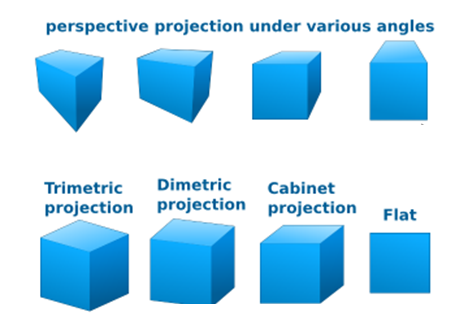 perspective projection under various angles
Trimetric
projection
Dimetric
projection
Cabinet
projection
Flat